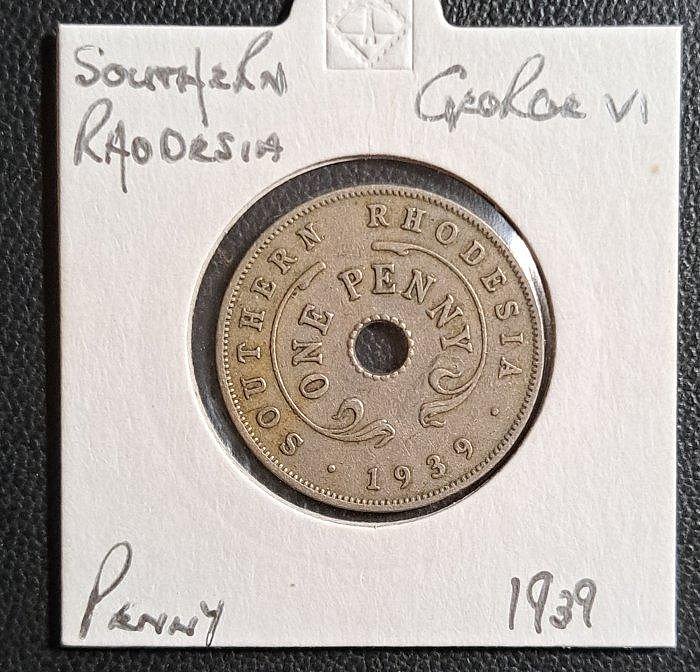 SOUTHERN
RHODESIA
GEORGE VI
SOUTHERN RHODESIA
ONE PENNY
· 1939 ·
PENNY
1939